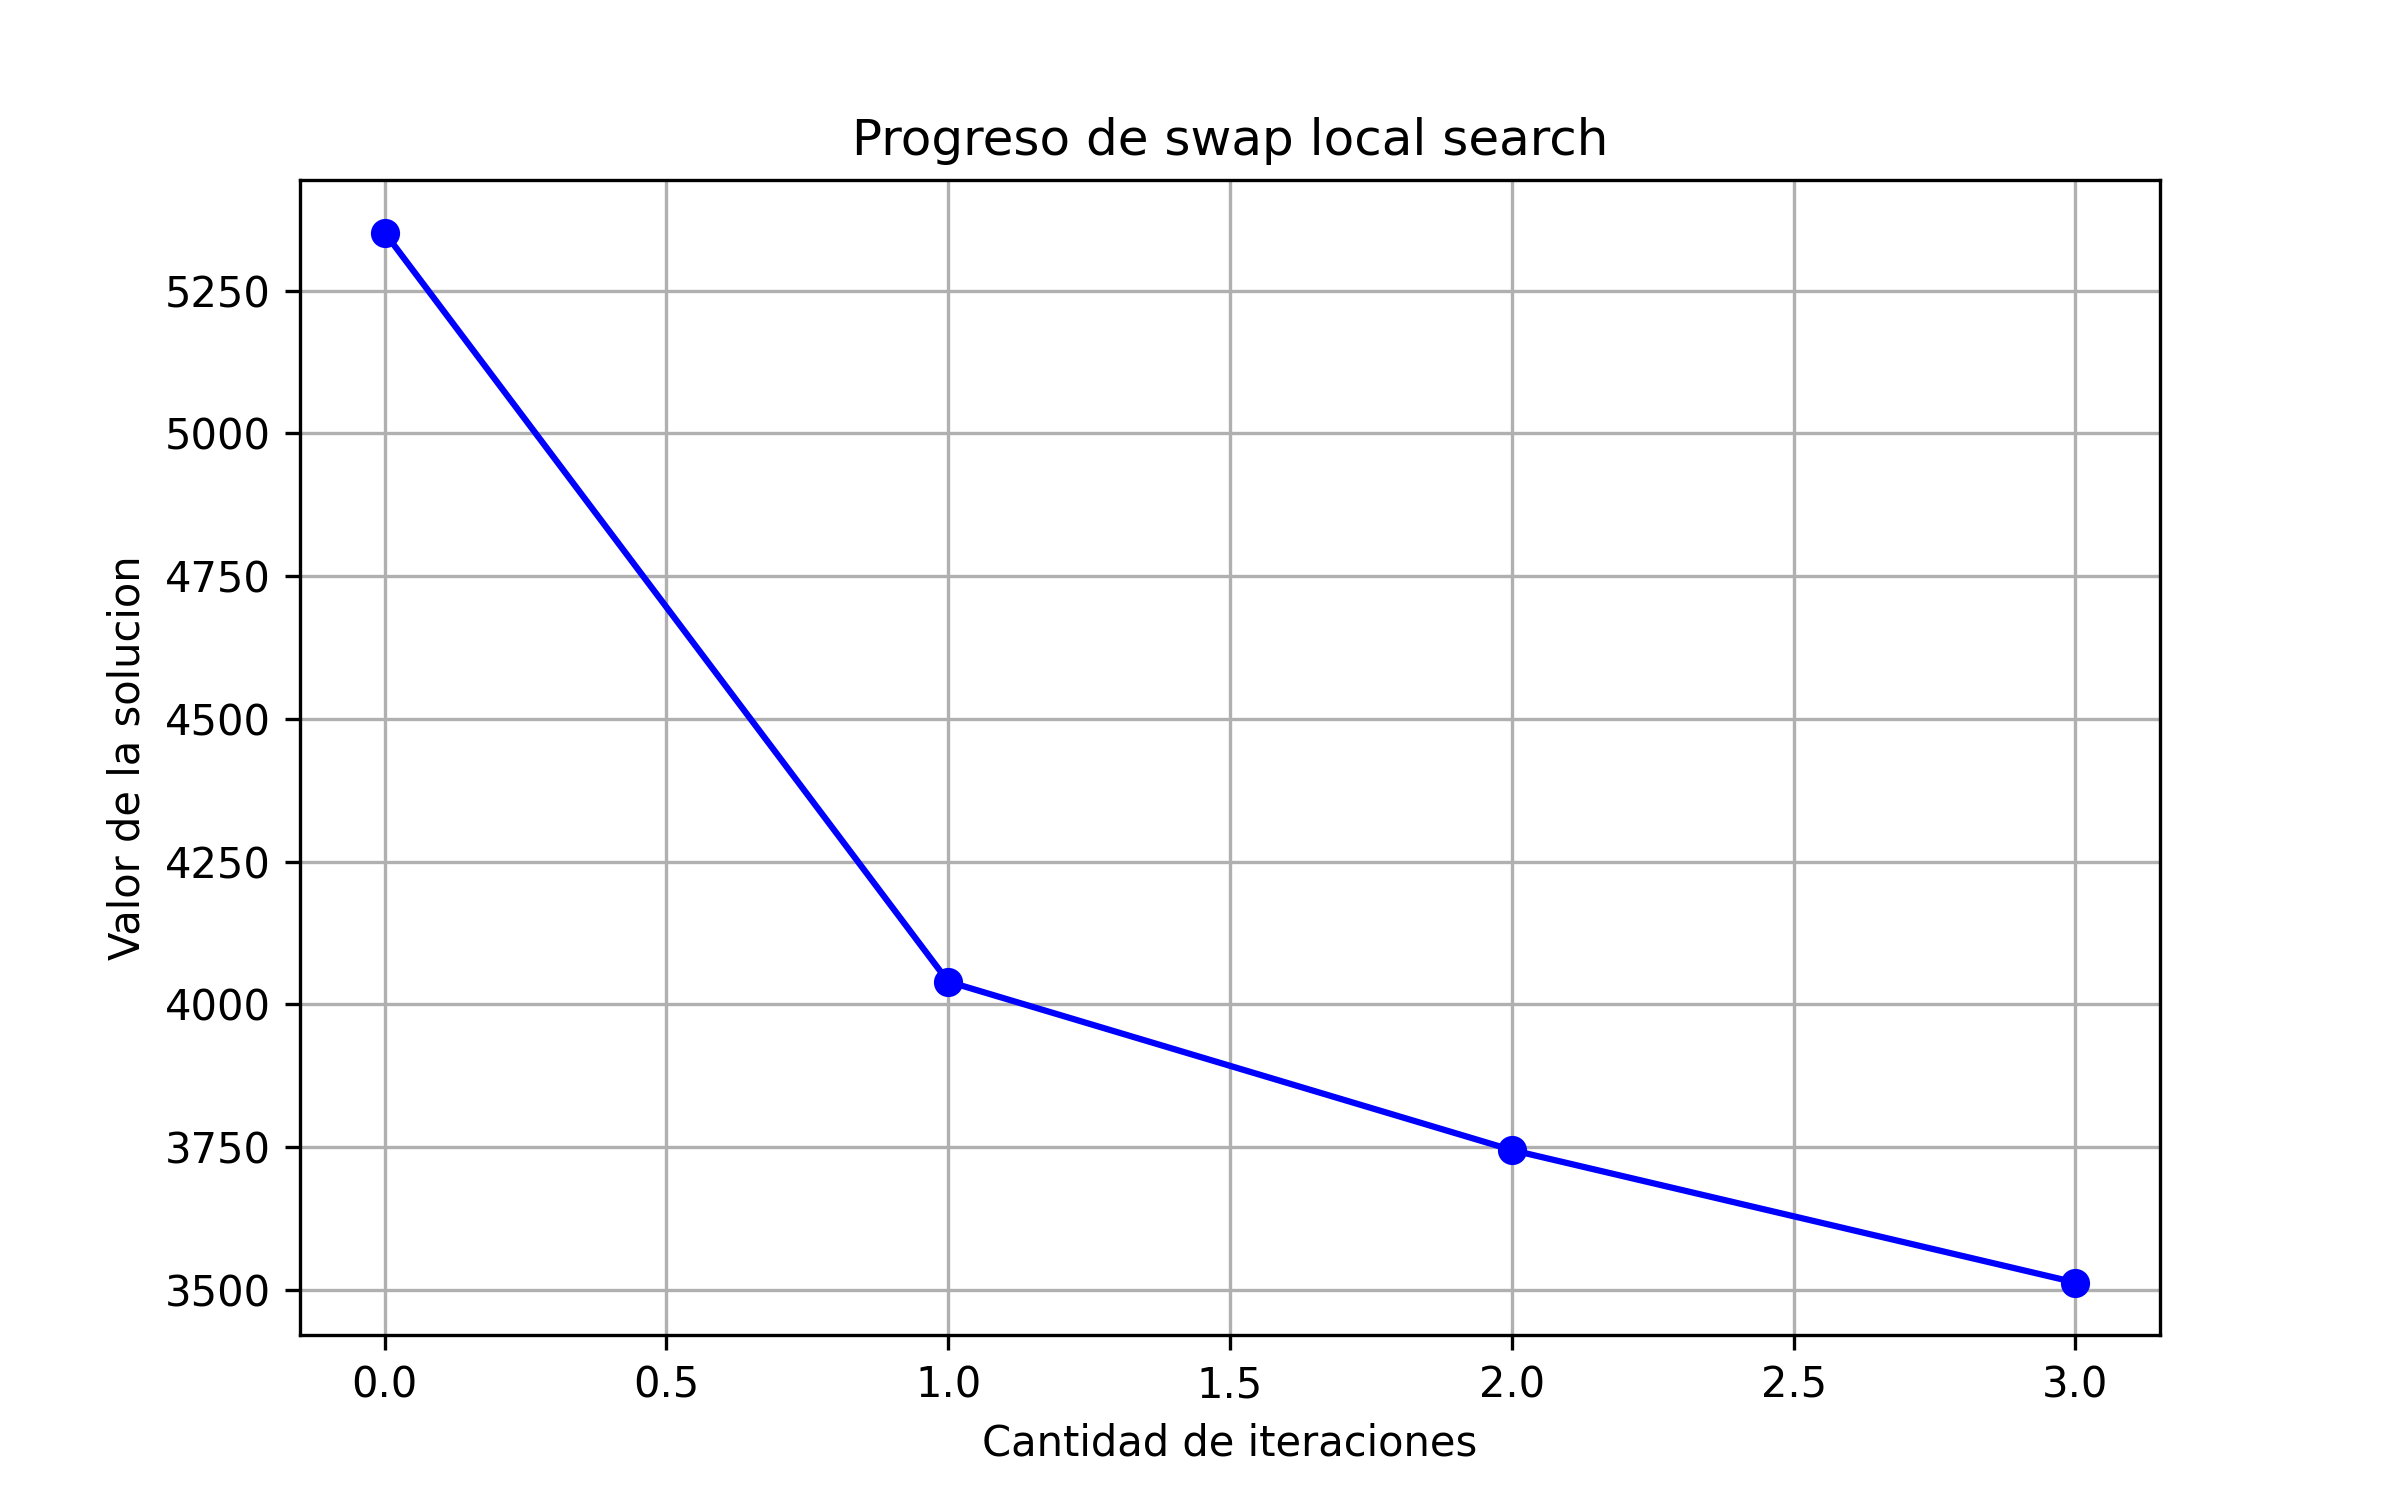 Progreso de swap local search
Valor de la solucion
5250
5000
4750
4500
4250
4000
3750
3500
0.0 0.5 1.0 1.5 2.0 2.5 3.0
Cantidad de iteraciones